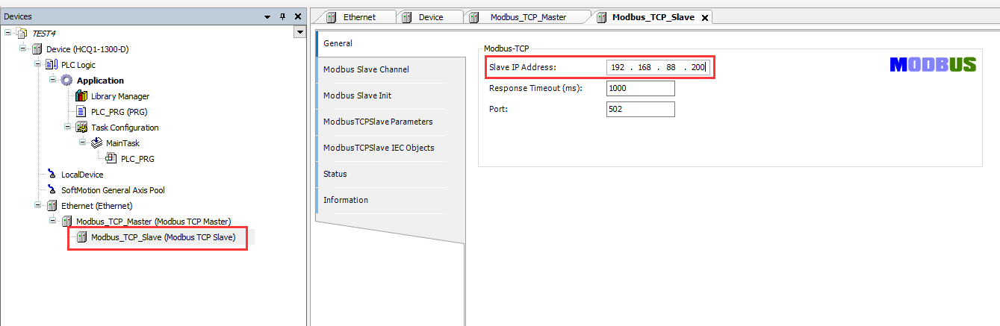 Devices
TEST4
Device (HCQ1-1300-D)
PLC Logic
Application
Library Manager
PLC_PRG (PRG)
Task Configuration
MainTask
PLC_PRG
LocalDevice
SoftMotion General Axis Pool
Ethernet (Ethernet)
Modbus_TCP_Master (Modbus TCP Master)
Modbus_TCP_Slave (Modbus TCP Slave)
Ethernet Device Modbus_TCP_Master Modbus_TCP_Slave
General
Modbus Slave Channel
Modbus Slave Init
ModbusTCPSlave Parameters
ModbusTCPSlave IEC Objects
Status
Information
Modbus-TCP
Slave IP Address: 192 . 168 . 88 . 200
Response Timeout (ms): 1000
Port: 502
MODBUS